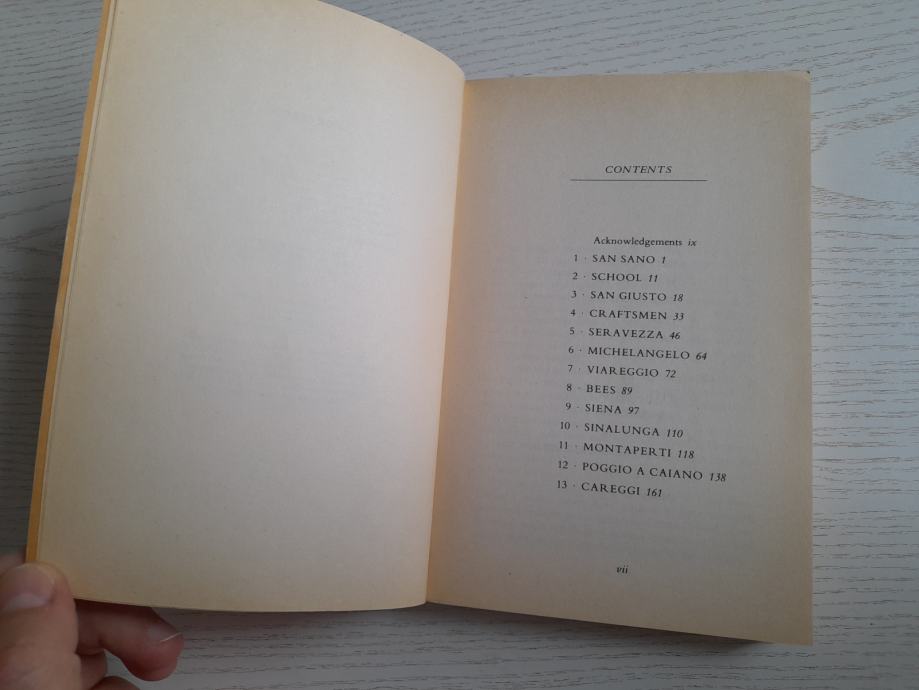 CONTENTS
Acknowledgements ix
1 · SAN SANO 1
2 · SCHOOL 11
3 · SAN GIUSTO 18
4 · CRAFTSMEN 33
5 · SERAVEZZA 46
6 · MICHELANGELO 64
7 · VIAREGGIO 72
8 · BEES 89
9 · SIENA 97
10 · SINALUNGA 110
11 · MONTAPERTI 118
12 · POGGIO A CAIANO 138
13 · CAREGGI 161
vii